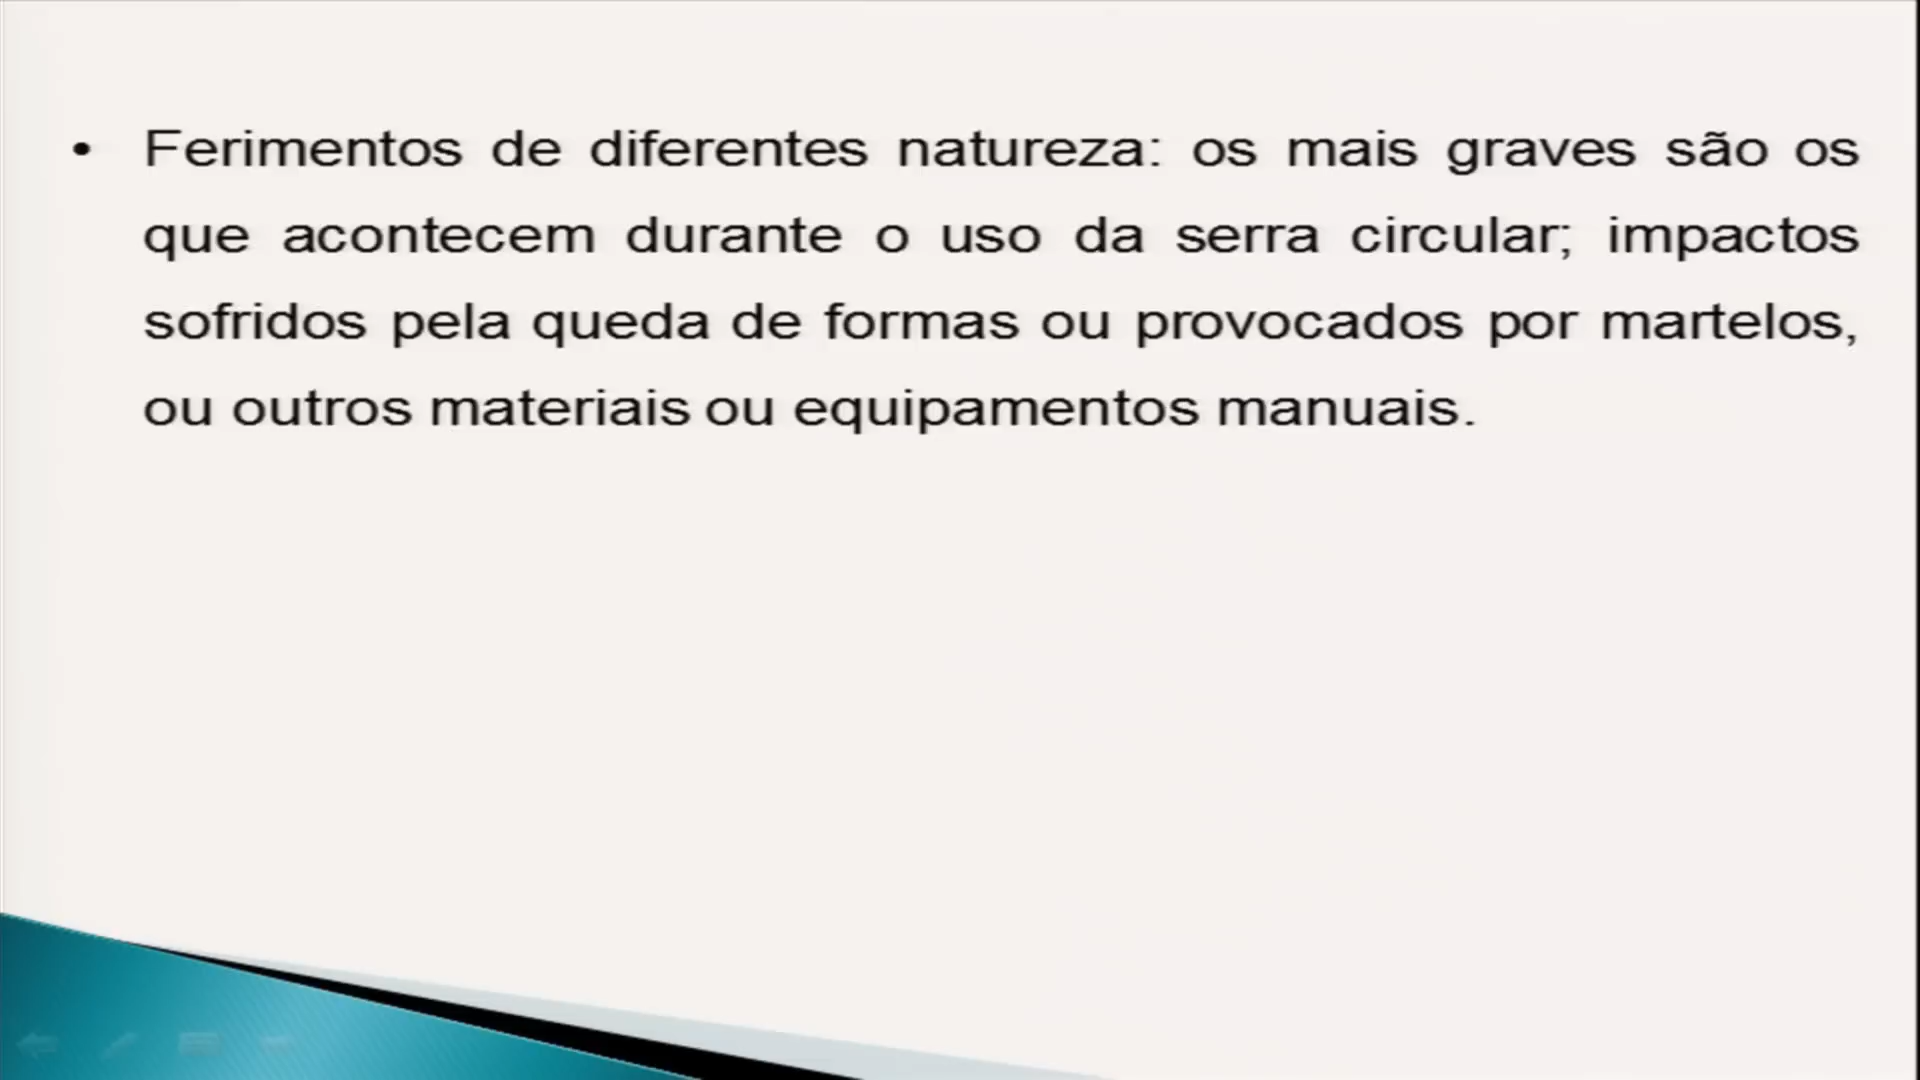 • Ferimentos de diferentes natureza: os mais graves são os
que acontecem durante o uso da serra circular; impactos
sofridos pela queda de formas ou provocados por martelos,
ou outros materiais ou equipamentos manuais.